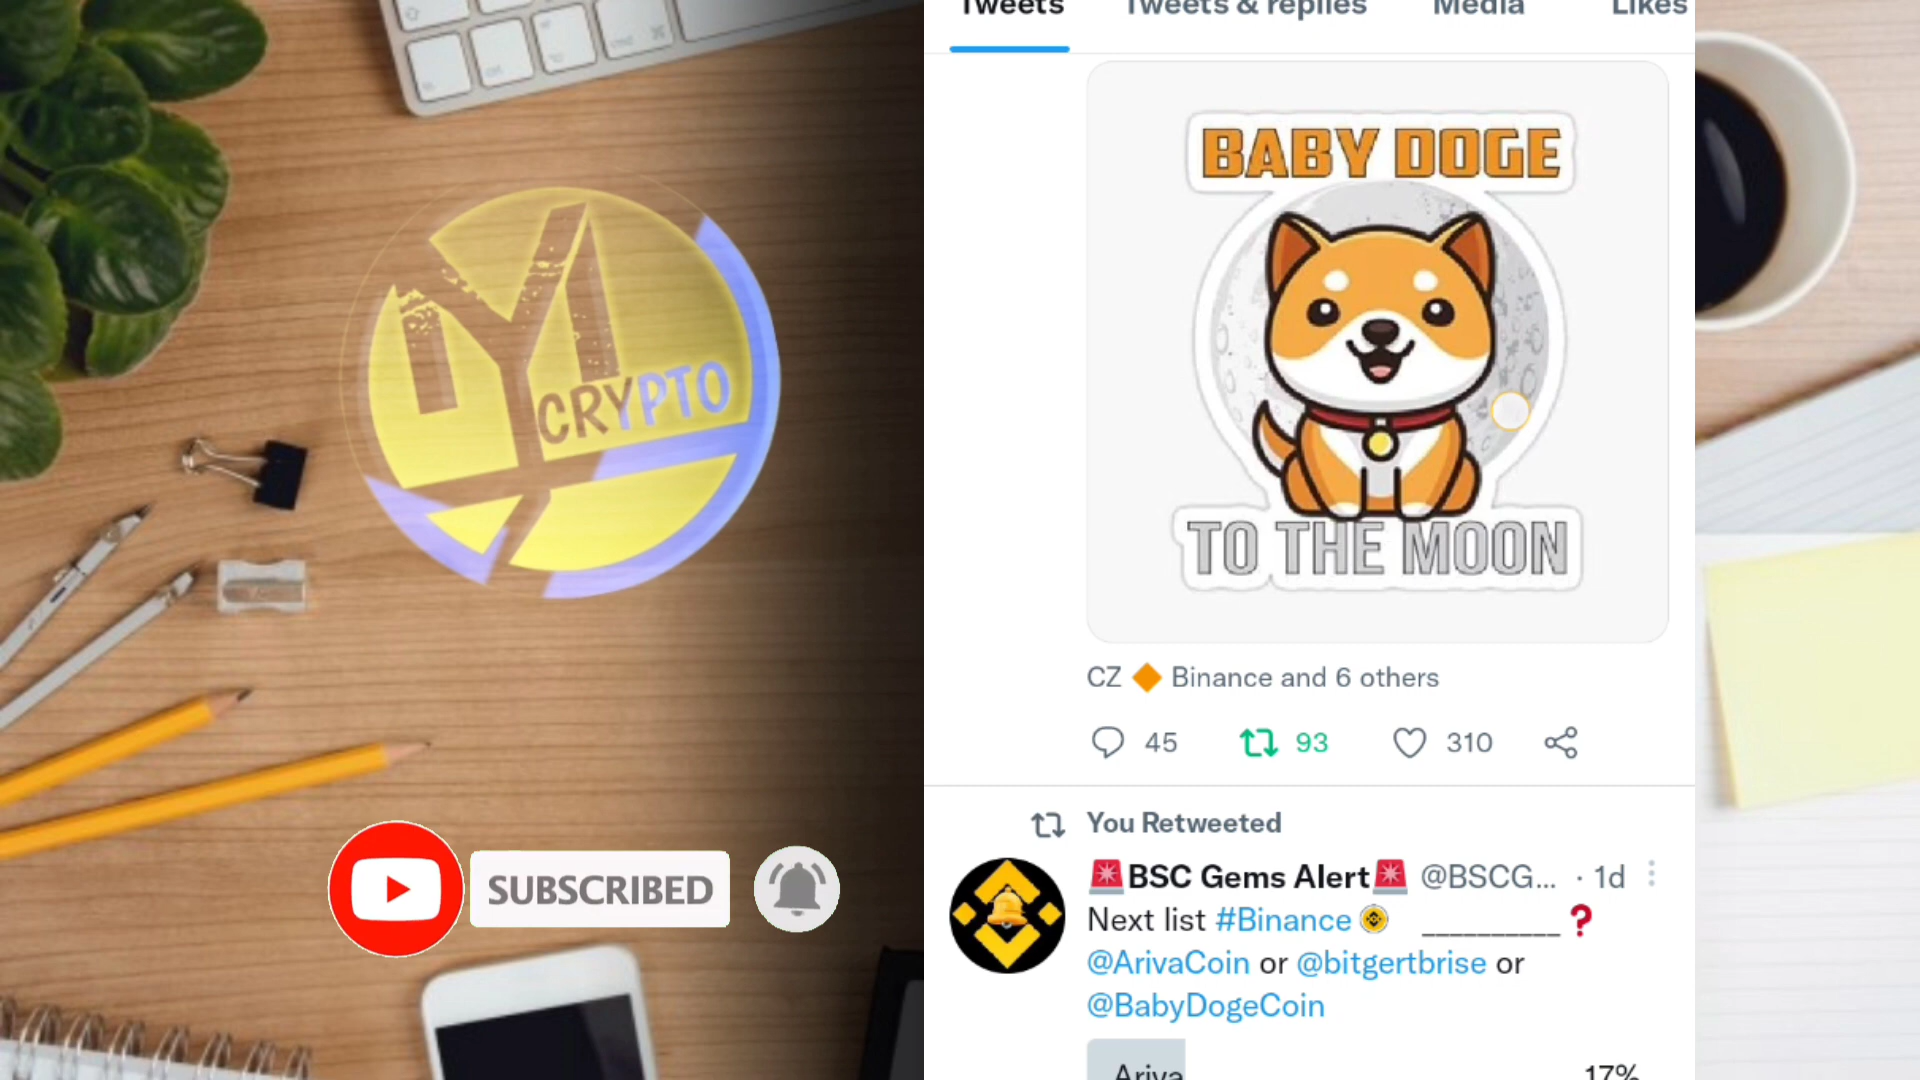 CRYPTO
SUBSCRIBED
Tweets
Tweets & replies
Media
Likes
BABY DOGE
TO THE MOON
CZ 🔶 Binance and 6 others
45
93
310
You Retweeted
🚨BSC Gems Alert🚨 @BSCG... · 1d
Next list #Binance __________ ❓
@ArivaCoin or @bitgertbrise or
@BabyDogeCoin
Ariva
17%